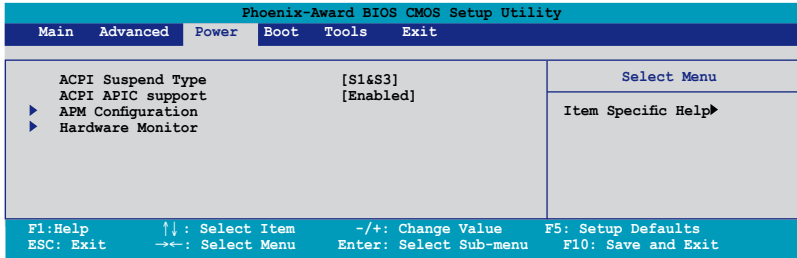 Phoenix-Award BIOS CMOS Setup Utility
Main Advanced Power Boot Tools Exit
ACPI Suspend Type [S1&S3]
ACPI APIC support [Enabled]
APM Configuration
Hardware Monitor
Select Menu
Item Specific Help
F1:Help ↑↓: Select Item -/+: Change Value F5: Setup Defaults
ESC: Exit →←: Select Menu Enter: Select Sub-menu F10: Save and Exit